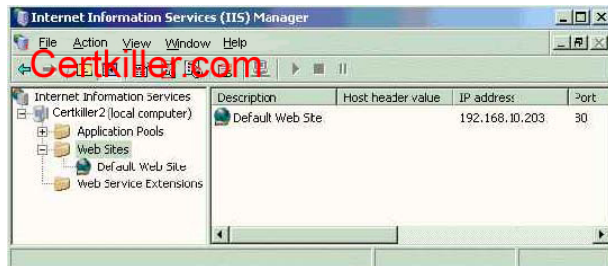 Internet Information Services (IIS) Manager
File Action View Window Help
Certkiller.com
Internet Information Services
Certkiller2 (local computer)
Application Pools
Web Sites
Default Web Site
Web Service Extensions
Description Host header value IP address Port
Default Web Site 192.168.10.203 80